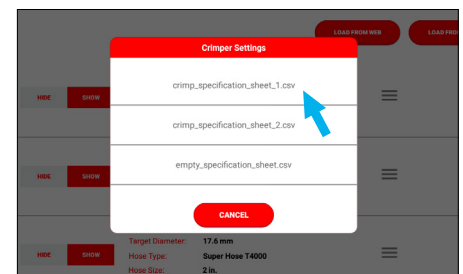 LOAD FROM WEB
LOAD FRO
Crimper Settings
crimp_specification_sheet_1.csv
HIDE SHOW
crimp_specification_sheet_2.csv
empty_specification_sheet.csv
HIDE SHOW
CANCEL
Target Diameter: 17.6 mm
HIDE SHOW Hose Type: Super Hose T4000
Hose Size: 2 in.